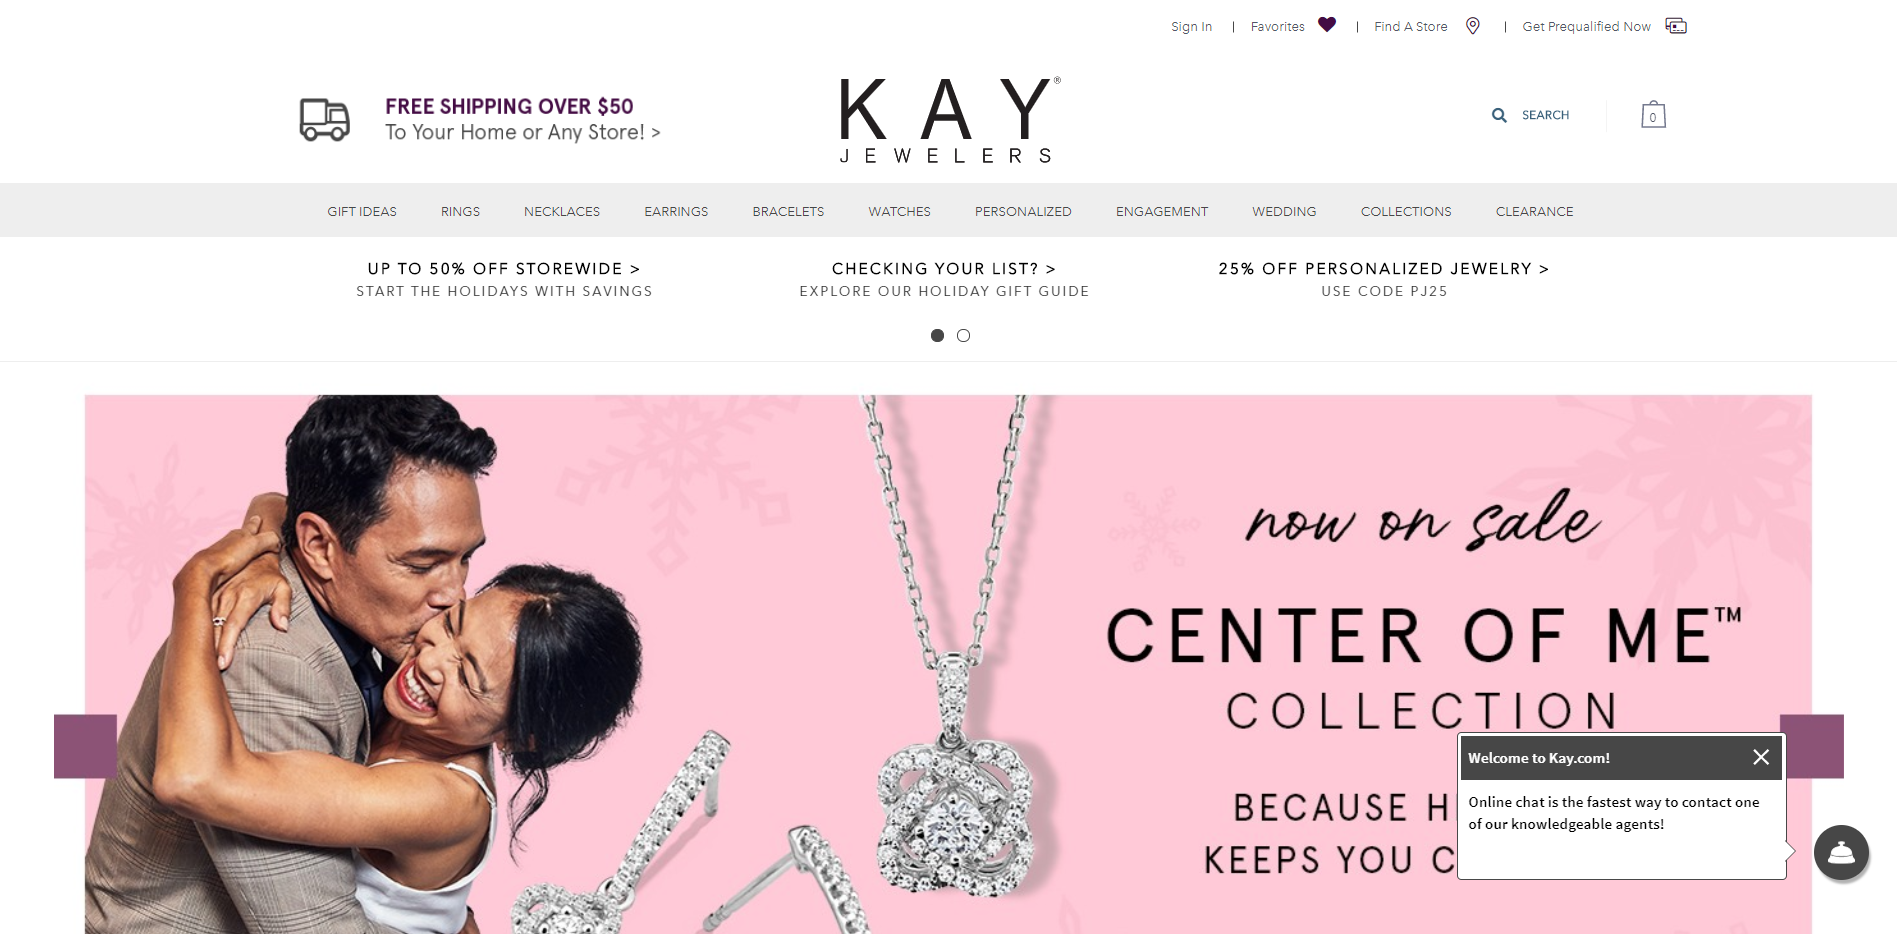 Sign In | Favorites | Find A Store | Get Prequalified Now
FREE SHIPPING OVER $50
To Your Home or Any Store! >
KAY®
JEWELERS
SEARCH
0
GIFT IDEAS RINGS NECKLACES EARRINGS BRACELETS WATCHES PERSONALIZED ENGAGEMENT WEDDING COLLECTIONS CLEARANCE
UP TO 50% OFF STOREWIDE >
START THE HOLIDAYS WITH SAVINGS
CHECKING YOUR LIST? >
EXPLORE OUR HOLIDAY GIFT GUIDE
25% OFF PERSONALIZED JEWELRY >
USE CODE PJ25
now on sale
CENTER OF ME™
COLLECTION
BECAUSE
KEEPS YOU
Welcome to Kay.com!
Online chat is the fastest way to contact one
of our knowledgeable agents!